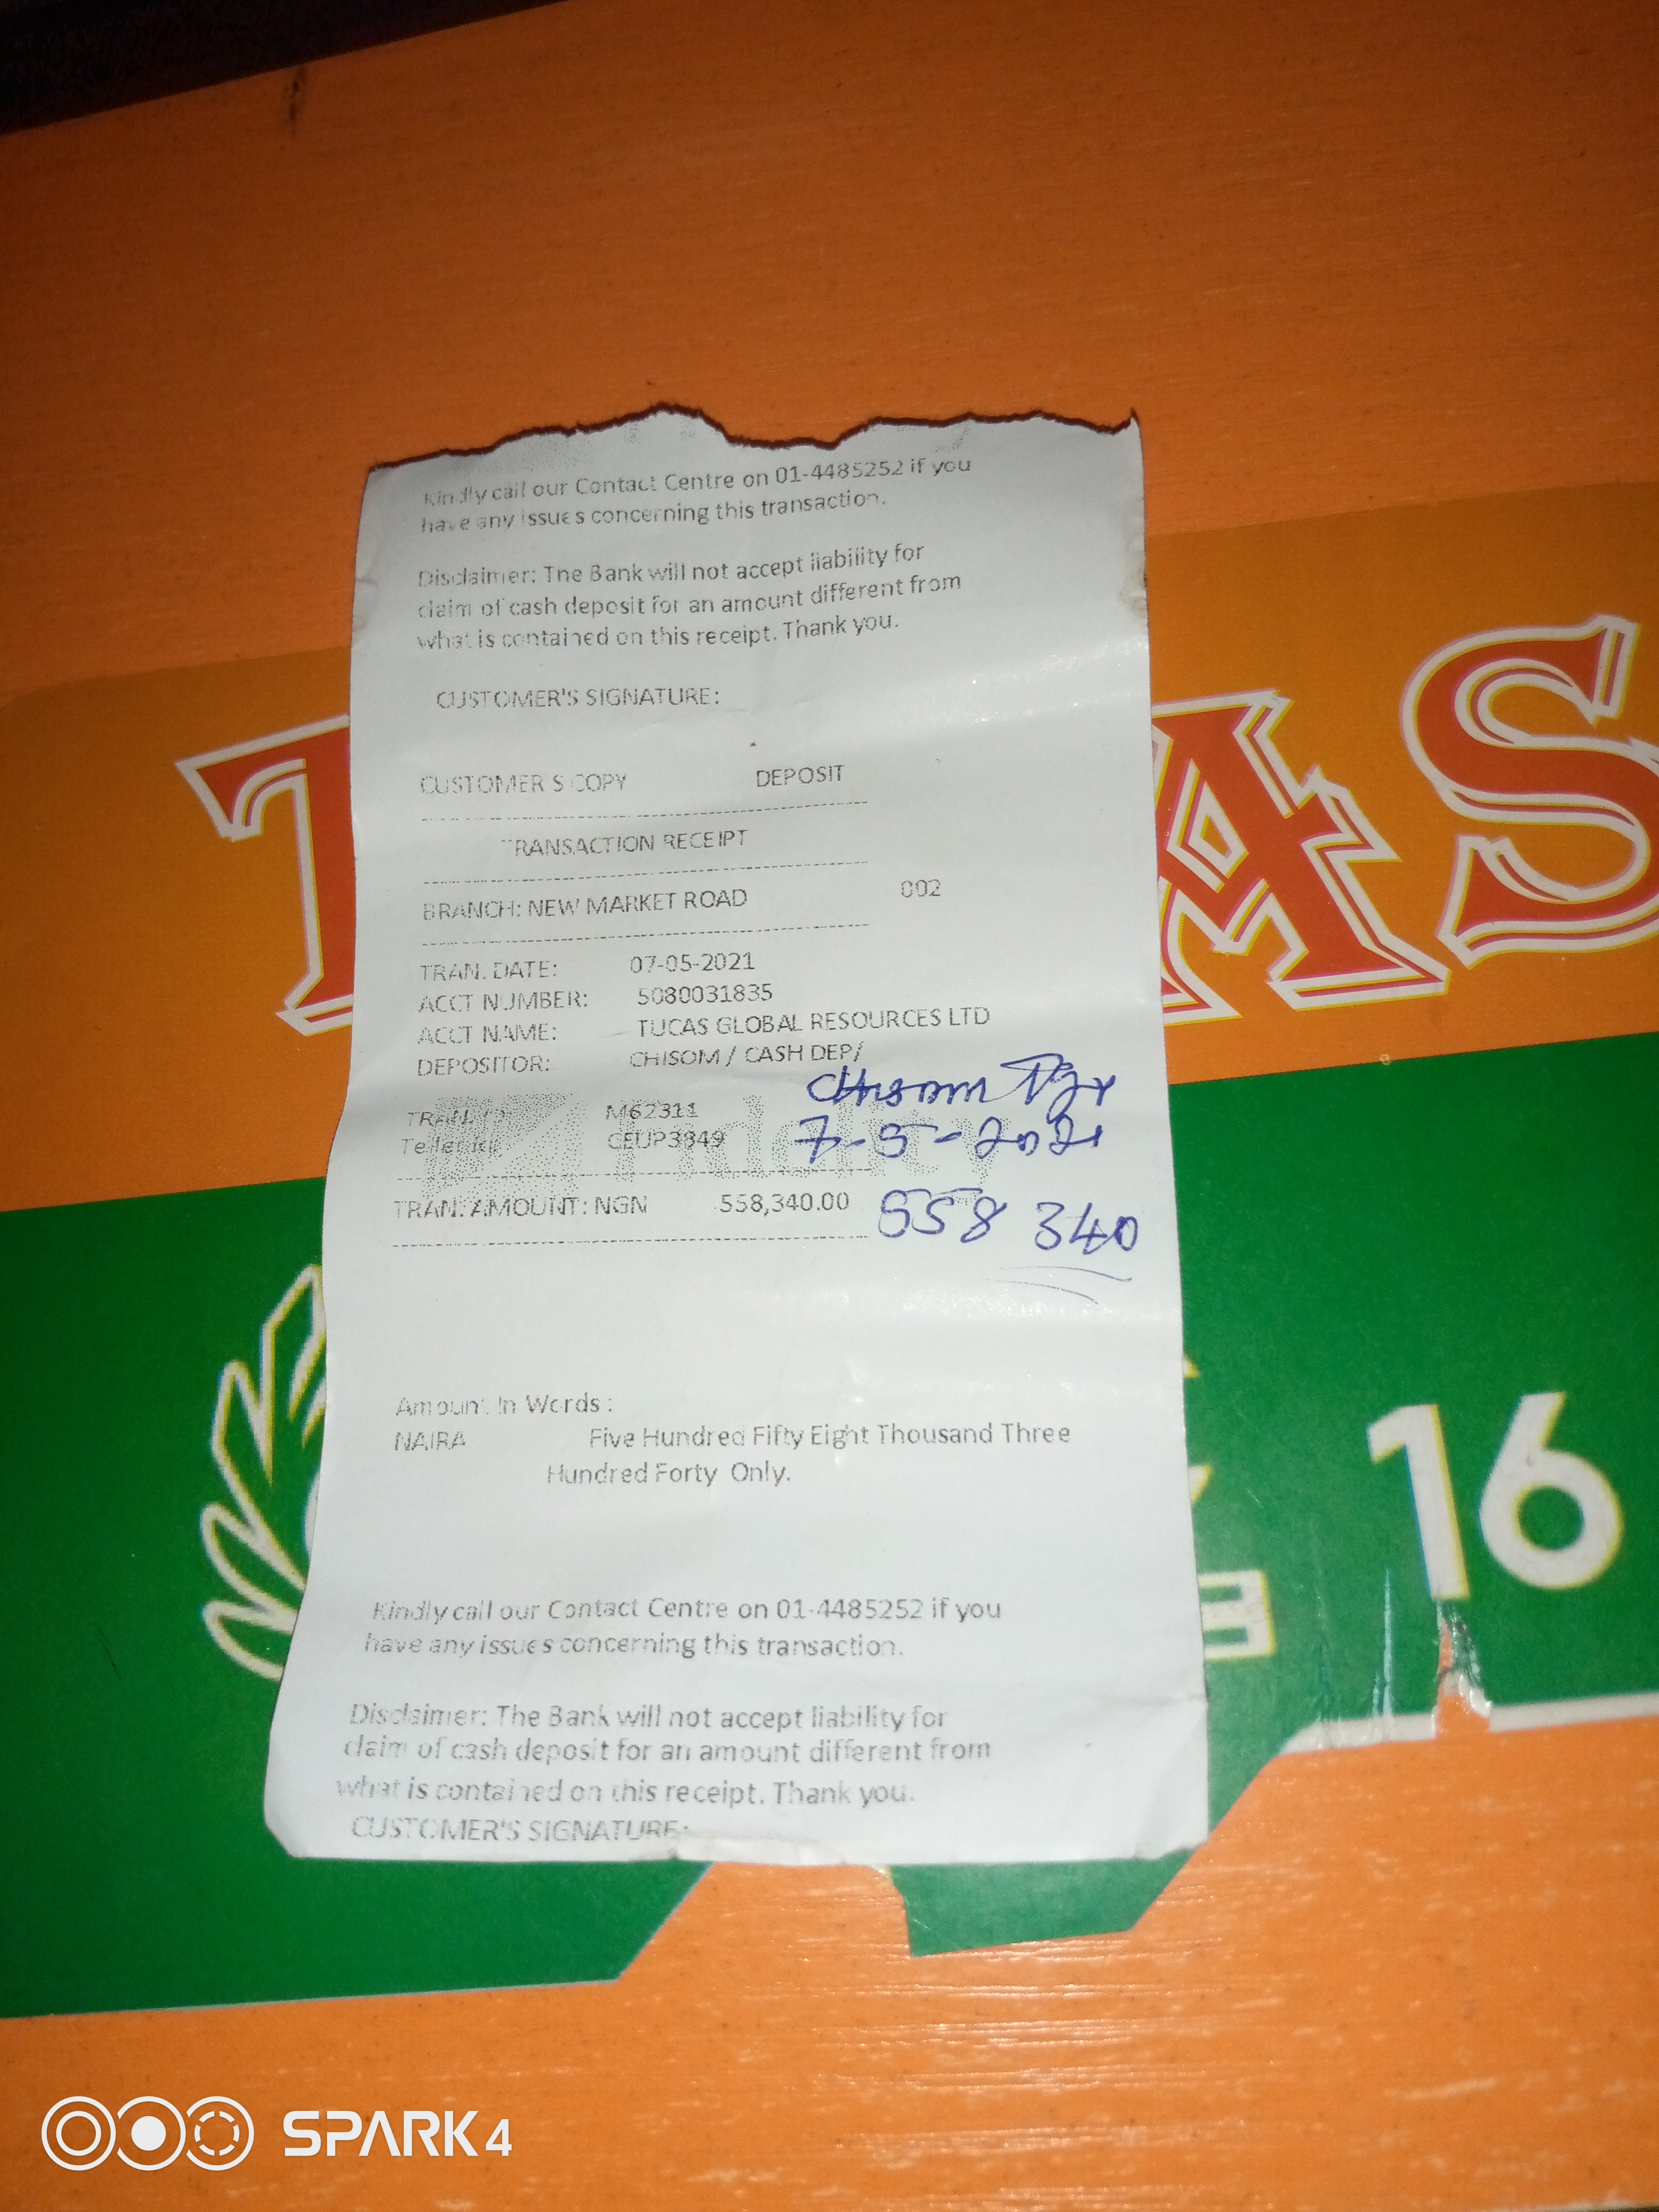 Kindly call our Contact Centre on 01-4485252 if you
have any issues concerning this transaction.
Disclaimer: The Bank will not accept liability for
claim of cash deposit for an amount different from
what is contained on this receipt. Thank you.
CUSTOMER'S SIGNATURE:
CUSTOMER'S COPY DEPOSIT
TRANSACTION RECEIPT
BRANCH: NEW MARKET ROAD 002
TRAN. DATE: 07-05-2021
ACCT NUMBER: 5080031835
ACCT NAME: TUCAS GLOBAL RESOURCES LTD
DEPOSITOR: CHISOM / CASH DEP/
Chisom
TRAN. M62311
7-5-2021
CEUP3849
Fidelity
TRAN. AMOUNT: NGN 558,340.00 558 340
Amount In Words :
NAIRA Five Hundred Fifty Eight Thousand Three
Hundred Forty Only.
Kindly call our Contact Centre on 01-4485252 if you
have any issues concerning this transaction.
Disclaimer: The Bank will not accept liability for
claim of cash deposit for an amount different from
what is contained on this receipt. Thank you.
CUSTOMER'S SIGNATURE:
AS
16
SPARK 4